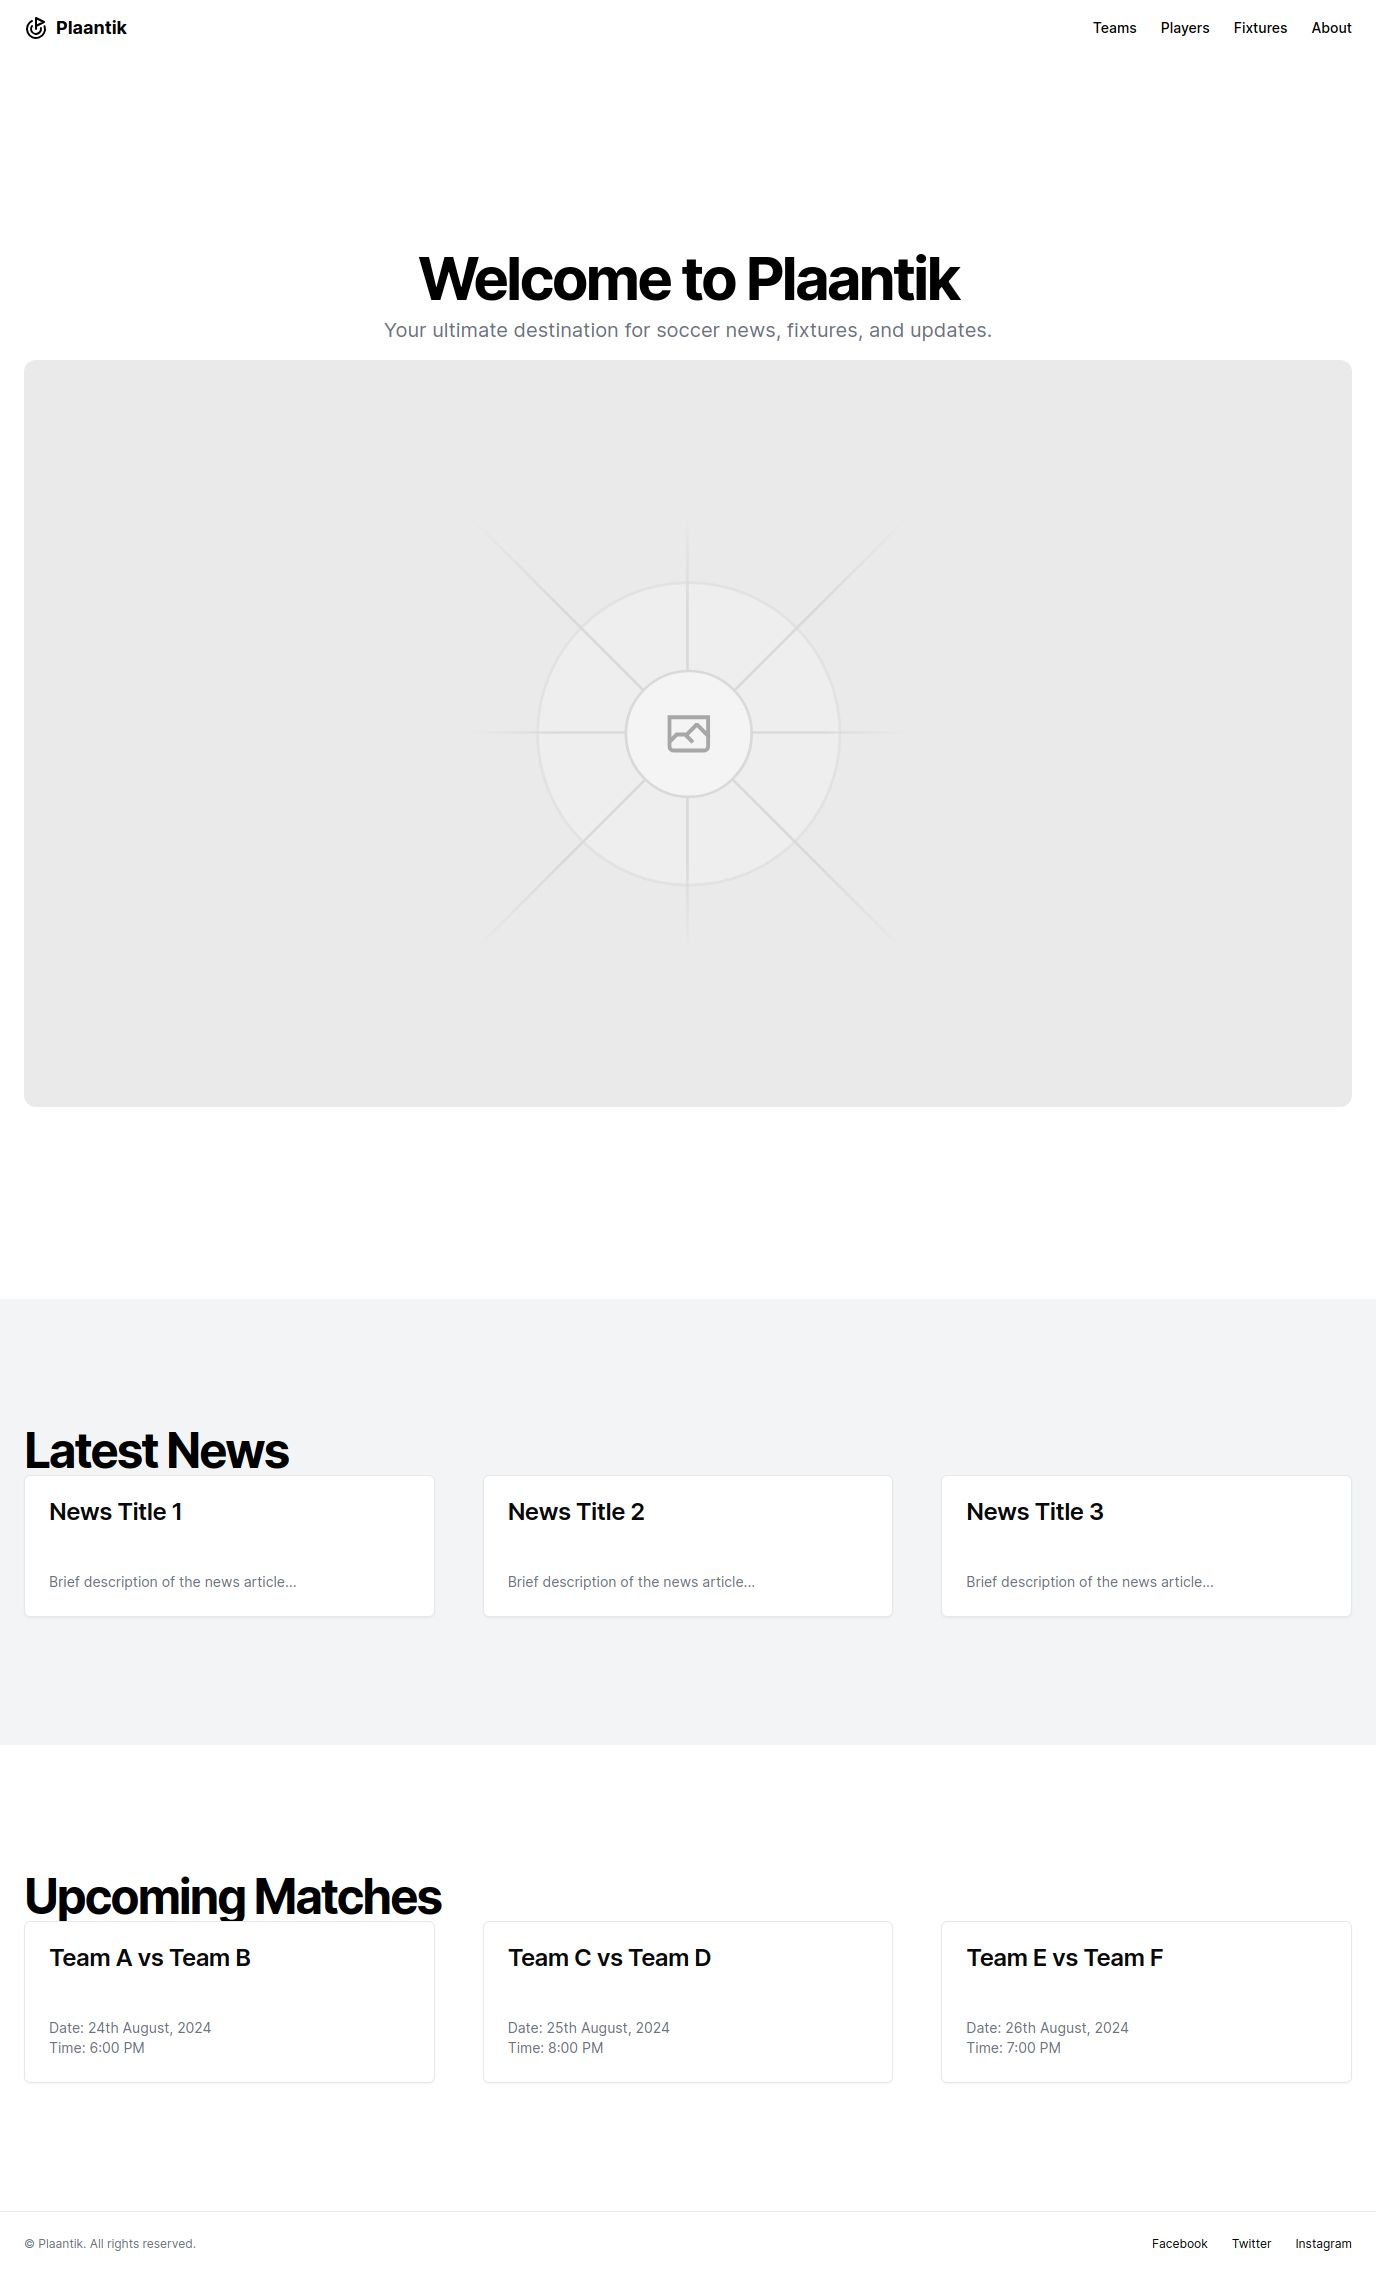 Plaantik
Teams Players Fixtures About
Welcome to Plaantik
Your ultimate destination for soccer news, fixtures, and updates.
Latest News
News Title 1
Brief description of the news article...
News Title 2
Brief description of the news article...
News Title 3
Brief description of the news article...
Upcoming Matches
Team A vs Team B
Date: 24th August, 2024
Time: 6:00 PM
Team C vs Team D
Date: 25th August, 2024
Time: 8:00 PM
Team E vs Team F
Date: 26th August, 2024
Time: 7:00 PM
© Plaantik. All rights reserved.
Facebook Twitter Instagram